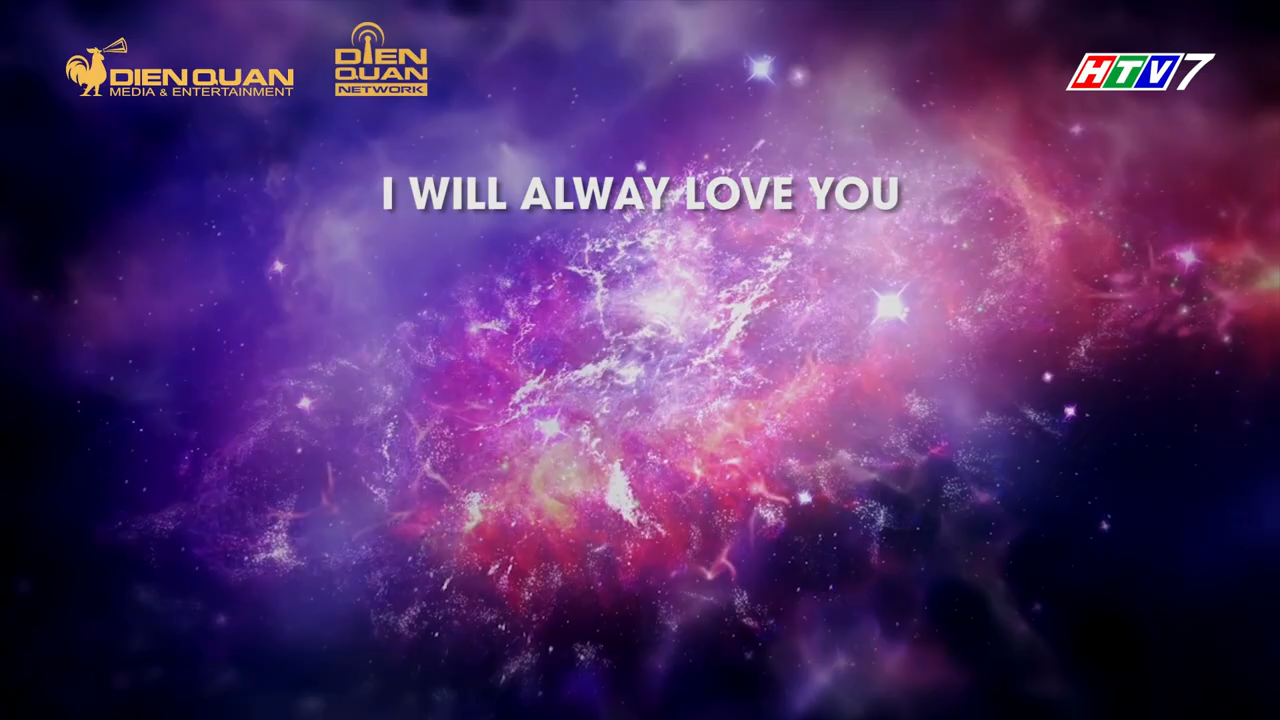 DIEN QUAN
MEDIA & ENTERTAINMENT
DIEN
QUAN
NETWORK
HTV7
I WILL ALWAY LOVE YOU